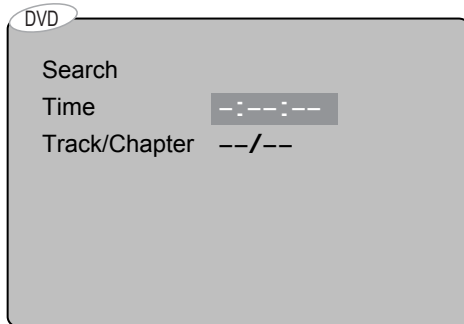 DVD
Search
Time -:--:--
Track/Chapter --/--